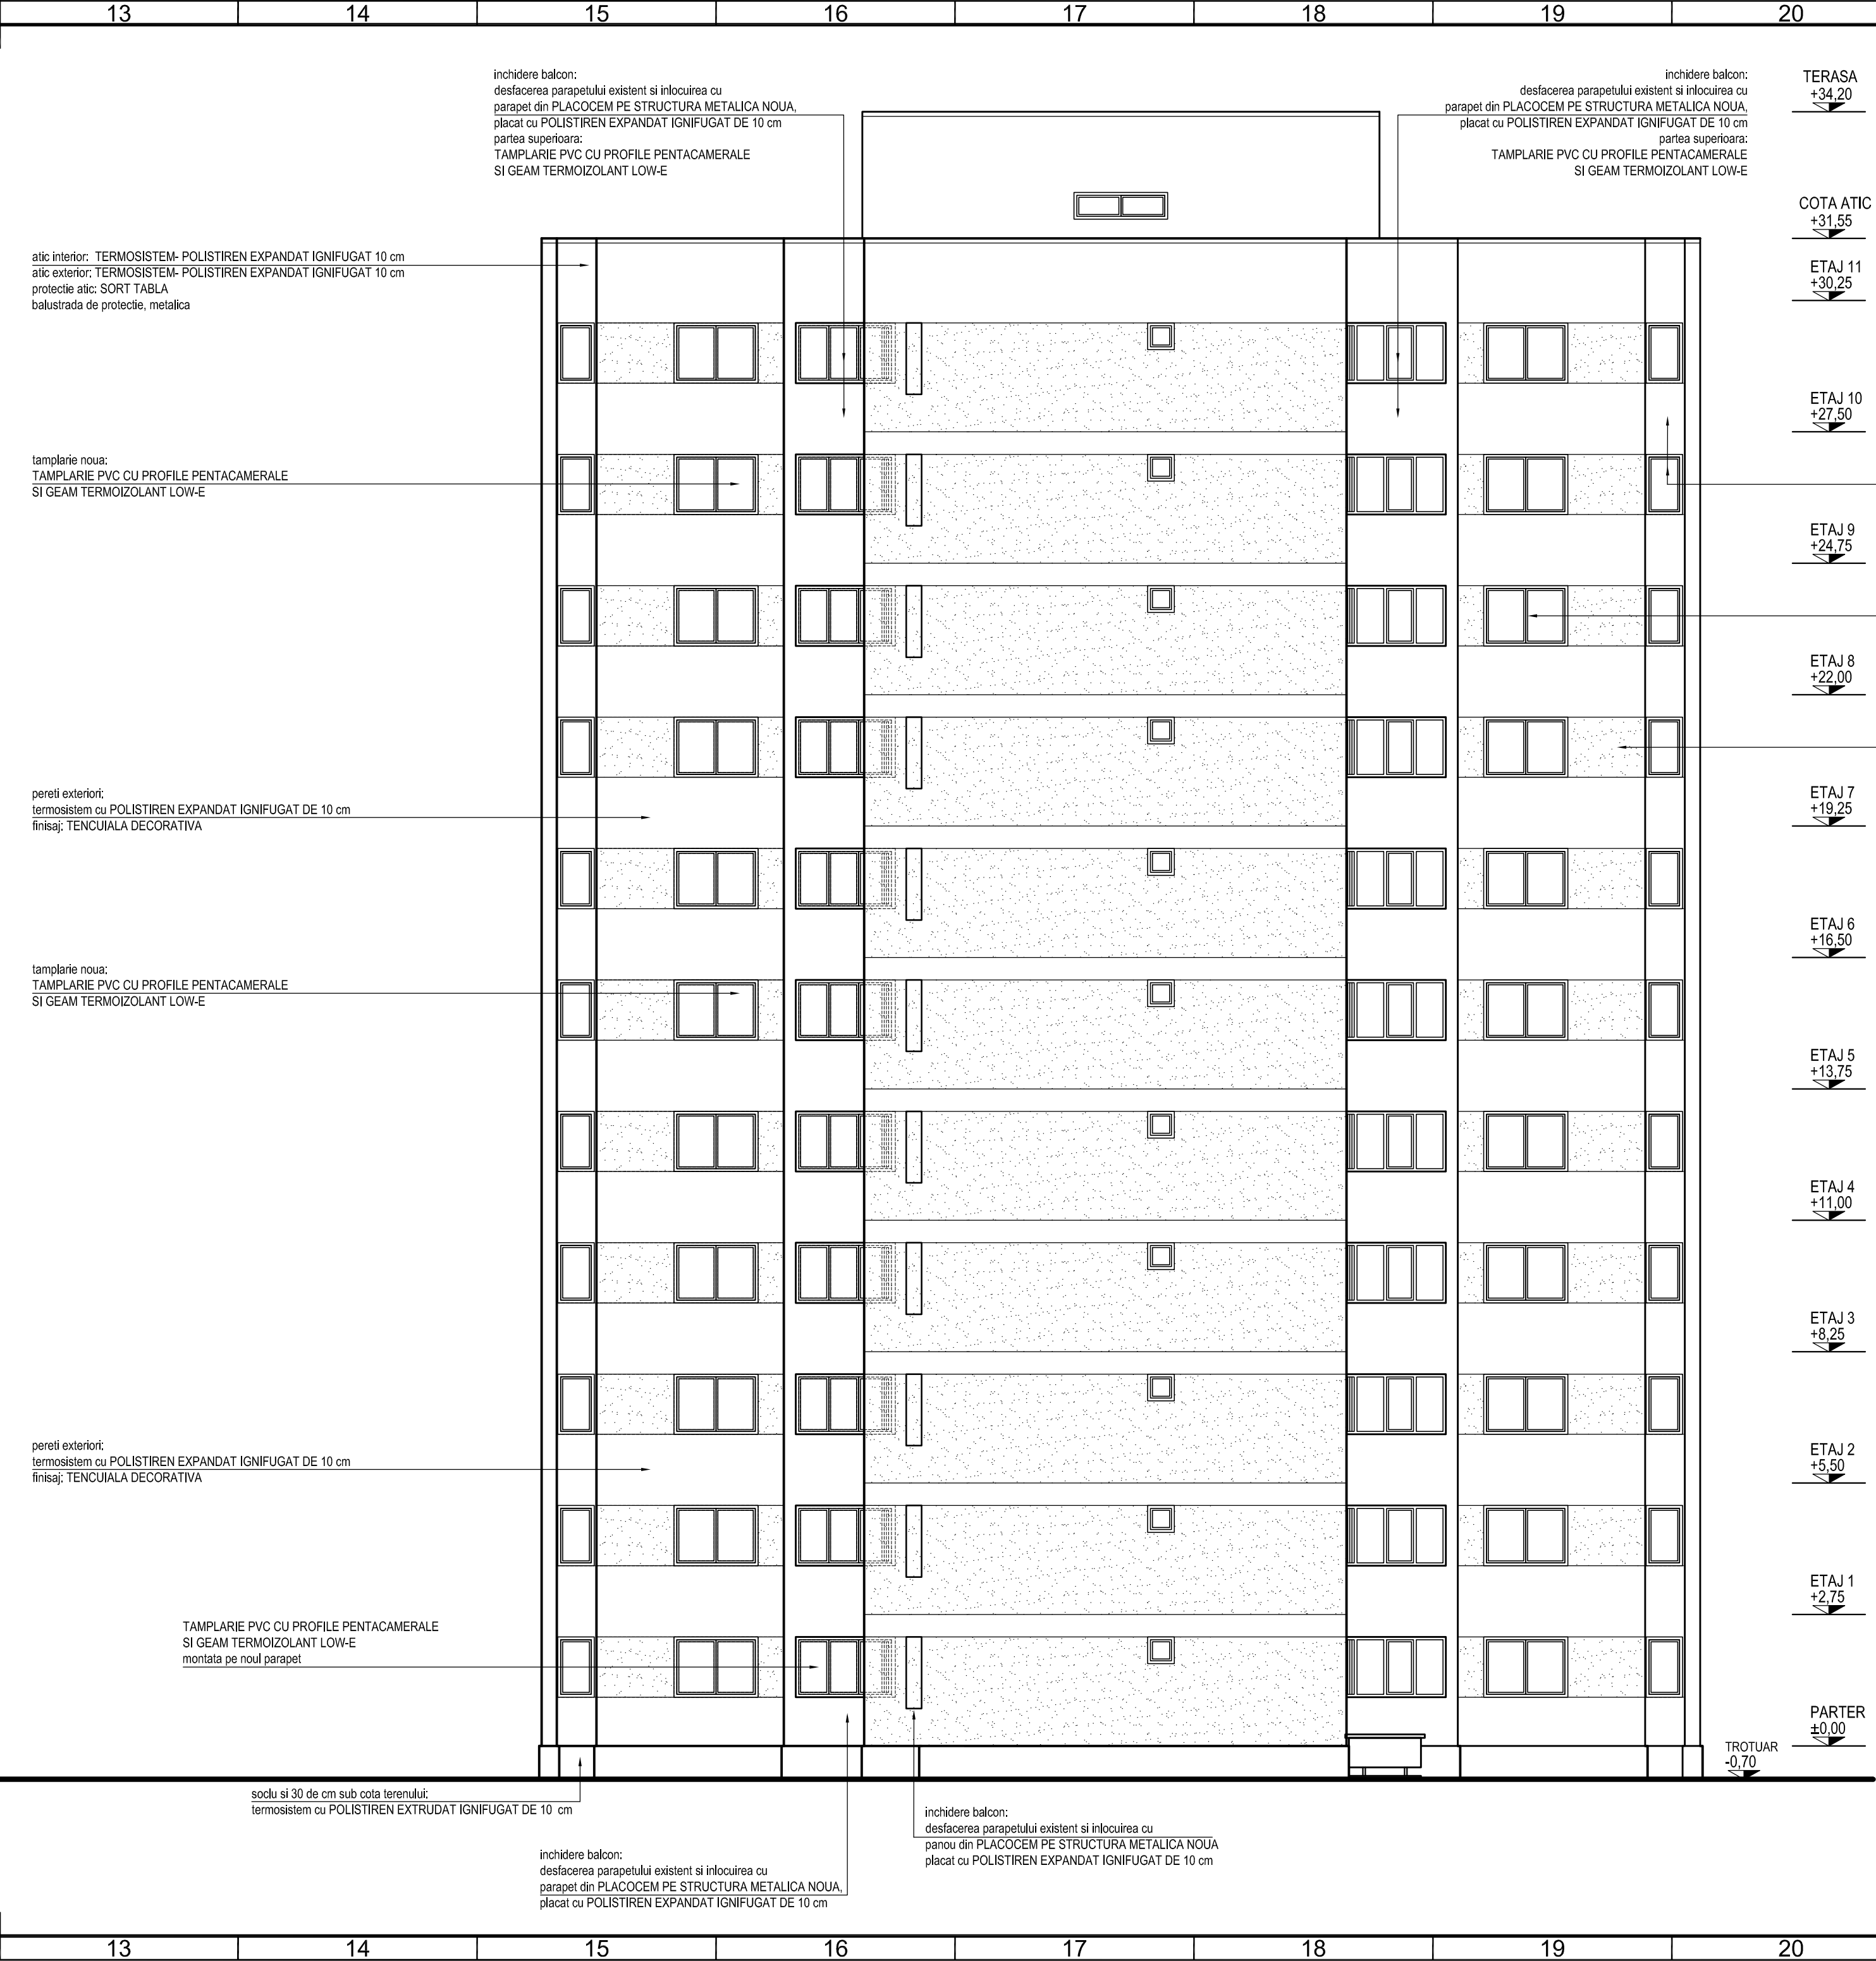 13 14 15 16 17 18 19 20
inchidere balcon:
desfacerea parapetului existent si inlocuirea cu
parapet din PLACOCEM PE STRUCTURA METALICA NOUA,
placat cu POLISTIREN EXPANDAT IGNIFUGAT DE 10 cm
partea superioara:
TAMPLARIE PVC CU PROFILE PENTACAMERALE
SI GEAM TERMOIZOLANT LOW-E
inchidere balcon:
desfacerea parapetului existent si inlocuirea cu
parapet din PLACOCEM PE STRUCTURA METALICA NOUA,
placat cu POLISTIREN EXPANDAT IGNIFUGAT DE 10 cm
partea superioara:
TAMPLARIE PVC CU PROFILE PENTACAMERALE
SI GEAM TERMOIZOLANT LOW-E
TERASA
+34,20
COTA ATIC
+31,55
atic interior: TERMOSISTEM- POLISTIREN EXPANDAT IGNIFUGAT 10 cm
atic exterior: TERMOSISTEM- POLISTIREN EXPANDAT IGNIFUGAT 10 cm
protectie atic: SORT TABLA
balustrada de protectie, metalica
ETAJ 11
+30,25
ETAJ 10
+27,50
tamplarie noua:
TAMPLARIE PVC CU PROFILE PENTACAMERALE
SI GEAM TERMOIZOLANT LOW-E
ETAJ 9
+24,75
ETAJ 8
+22,00
pereti exteriori:
termosistem cu POLISTIREN EXPANDAT IGNIFUGAT DE 10 cm
finisaj: TENCUIALA DECORATIVA
ETAJ 7
+19,25
ETAJ 6
+16,50
tamplarie noua:
TAMPLARIE PVC CU PROFILE PENTACAMERALE
SI GEAM TERMOIZOLANT LOW-E
ETAJ 5
+13,75
ETAJ 4
+11,00
ETAJ 3
+8,25
pereti exteriori:
termosistem cu POLISTIREN EXPANDAT IGNIFUGAT DE 10 cm
finisaj: TENCUIALA DECORATIVA
ETAJ 2
+5,50
ETAJ 1
+2,75
TAMPLARIE PVC CU PROFILE PENTACAMERALE
SI GEAM TERMOIZOLANT LOW-E
montata pe noul parapet
PARTER
±0,00
TROTUAR
-0,70
soclu si 30 de cm sub cota terenului:
termosistem cu POLISTIREN EXTRUDAT IGNIFUGAT DE 10 cm
inchidere balcon:
desfacerea parapetului existent si inlocuirea cu
panou din PLACOCEM PE STRUCTURA METALICA NOUA
placat cu POLISTIREN EXPANDAT IGNIFUGAT DE 10 cm
inchidere balcon:
desfacerea parapetului existent si inlocuirea cu
parapet din PLACOCEM PE STRUCTURA METALICA NOUA,
placat cu POLISTIREN EXPANDAT IGNIFUGAT DE 10 cm
13 14 15 16 17 18 19 20